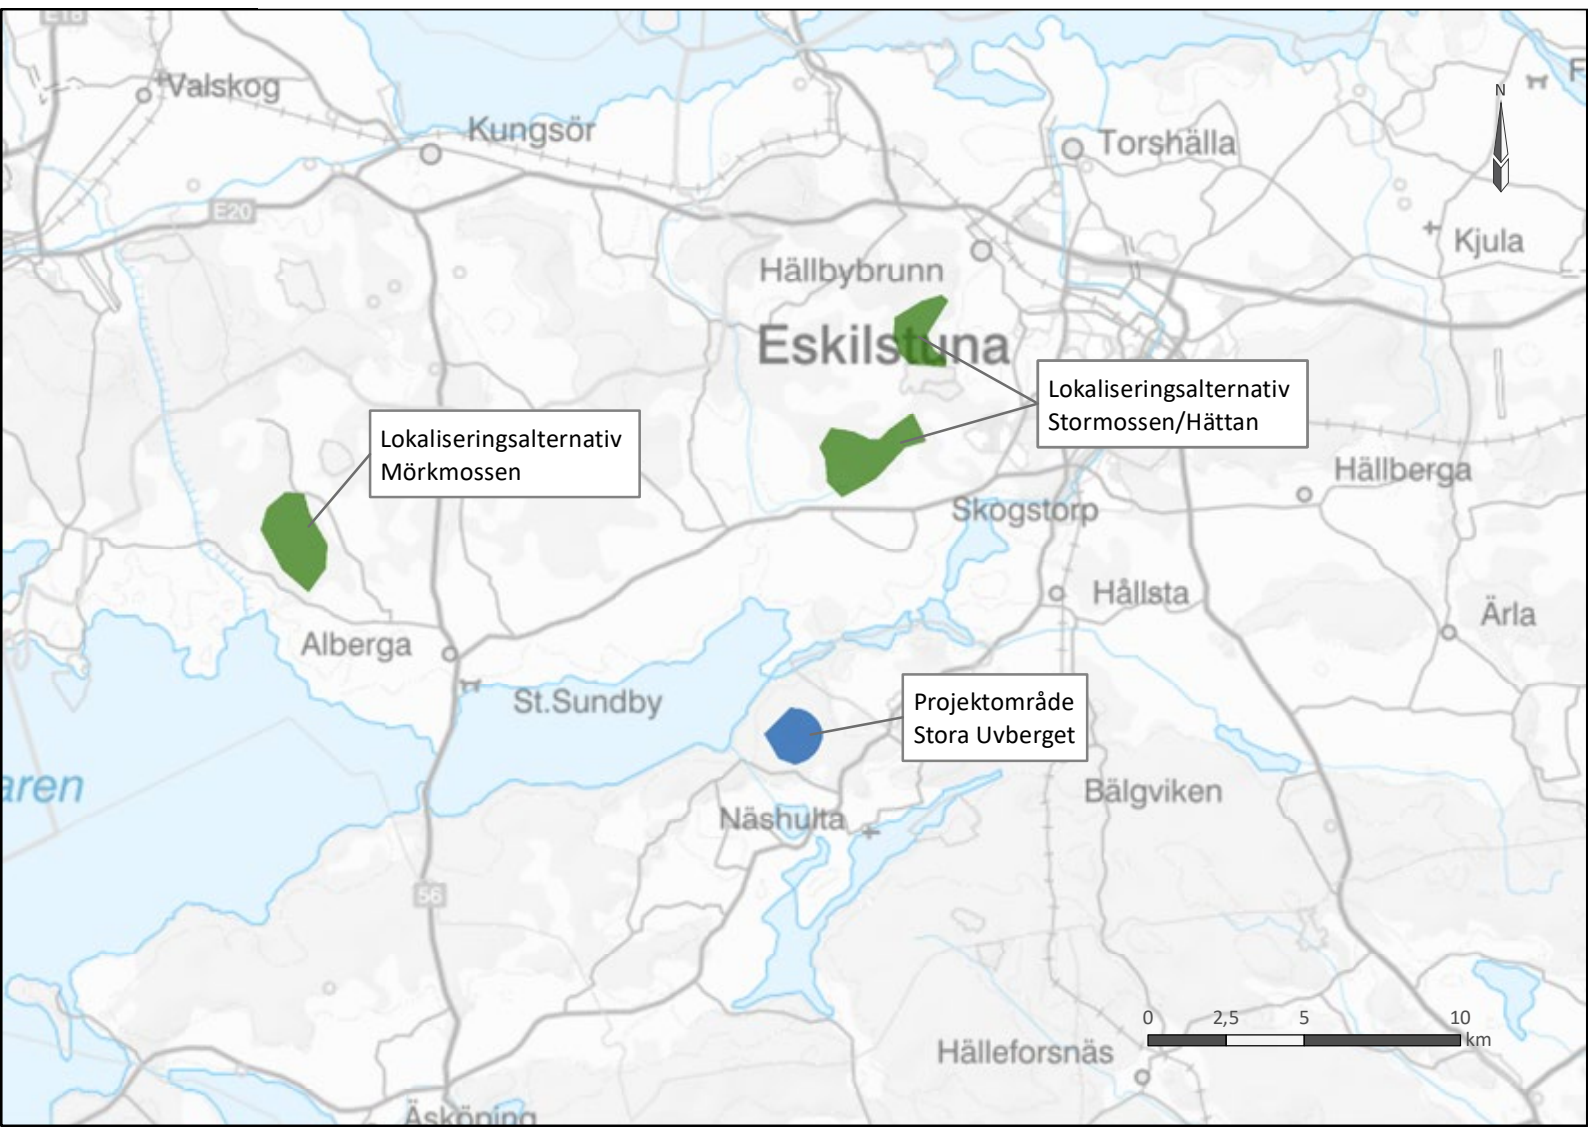 E18
Valskog
Kungsör
Torshälla
N
F
E20
Kjula
Hällbybrunn
Eskilstuna
Lokaliseringsalternativ
Stormossen/Hättan
Lokaliseringsalternativ
Mörkmossen
Hällberga
Skogstorp
Hållsta
Ärla
Alberga
St.Sundby
Projektområde
Stora Uvberget
aren
Bälgviken
Näshulta
56
0 2,5 5 10
km
Hälleforsnäs
Äsköping